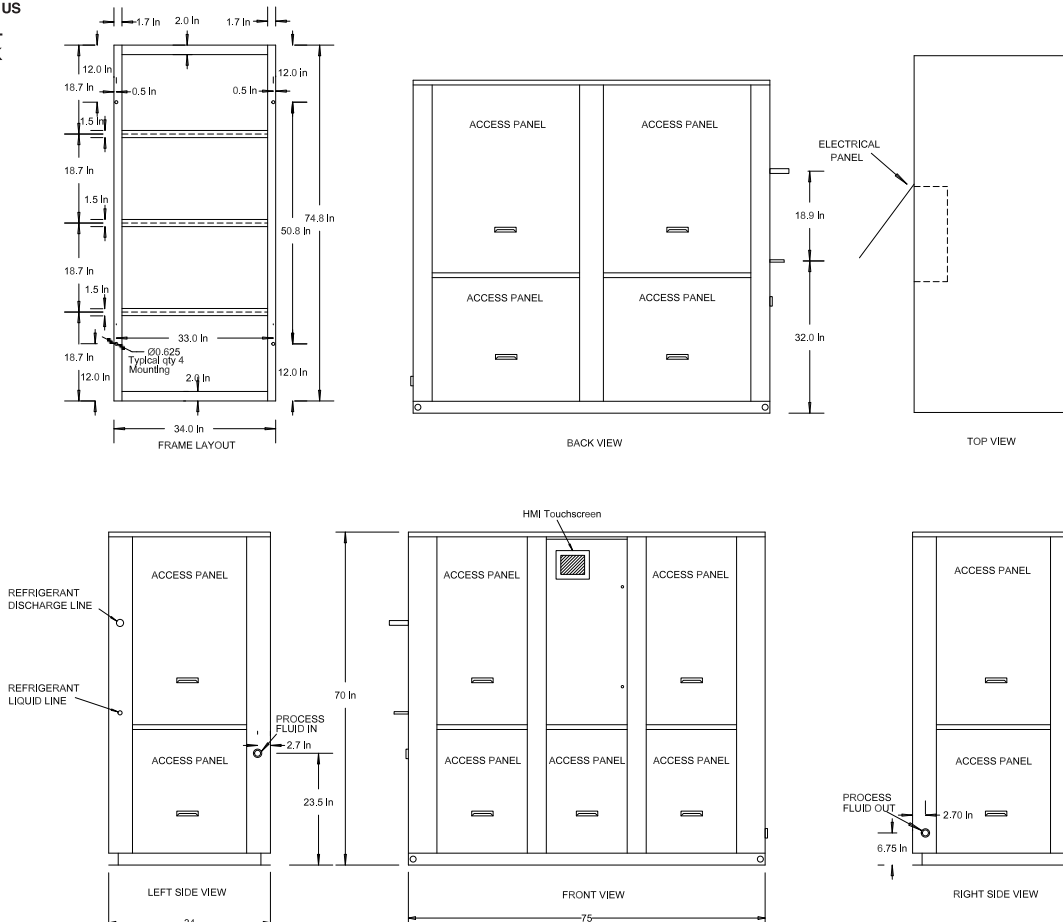 US
1.7 In
2.0 In
1.7 In
12.0 In
12.0 In
18.7 In
0.5 In
0.5 In
1.5 In
18.7 In
1.5 In
74.8 In
50.8 In
18.7 In
1.5 In
33.0 In
Ø0.625
Typical qty 4
Mounting
18.7 In
12.0 In
2.0 In
12.0 In
34.0 In
FRAME LAYOUT
ACCESS PANEL
ACCESS PANEL
ACCESS PANEL
ACCESS PANEL
18.9 In
32.0 In
BACK VIEW
ELECTRICAL
PANEL
TOP VIEW
REFRIGERANT
DISCHARGE LINE
REFRIGERANT
LIQUID LINE
ACCESS PANEL
ACCESS PANEL
PROCESS
FLUID IN
2.7 In
23.5 In
LEFT SIDE VIEW
HMI Touchscreen
70 In
ACCESS PANEL
ACCESS PANEL
ACCESS PANEL
ACCESS PANEL
ACCESS PANEL
FRONT VIEW
75
ACCESS PANEL
ACCESS PANEL
PROCESS
FLUID OUT
2.70 In
6.75 In
RIGHT SIDE VIEW